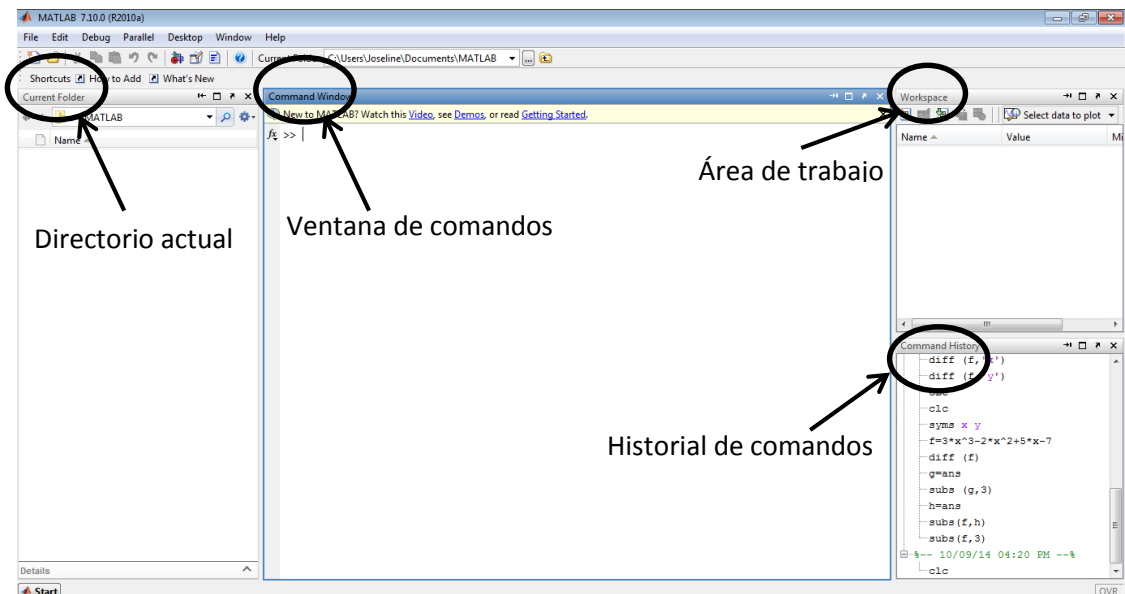 MATLAB 7.10.0 (R2010a)
File Edit Debug Parallel Desktop Window Help
Current Folder: C:\Users\Joseline\Documents\MATLAB
Shortcuts How to Add What's New
Current Folder
MATLAB
Name
Directorio actual
Details
Start
Command Window
New to MATLAB? Watch this Video, see Demos, or read Getting Started.
fx >>
Ventana de comandos
Área de trabajo
Historial de comandos
Workspace
Select data to plot
Name Value Mi
Command History
diff (f,'x')
diff (f,'y')
clc
syms x y
f=3*x^3-2*x^2+5*x-7
diff (f)
g=ans
subs (g,3)
h=ans
subs(f,h)
subs(f,3)
%-- 10/09/14 04:20 PM --%
clc
OVR